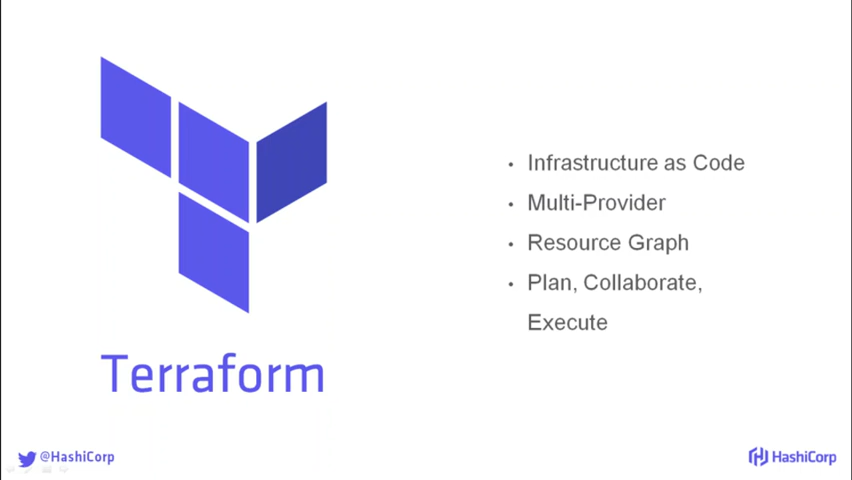 • Infrastructure as Code
• Multi-Provider
• Resource Graph
• Plan, Collaborate,
Execute
Terraform
@HashiCorp
HashiCorp